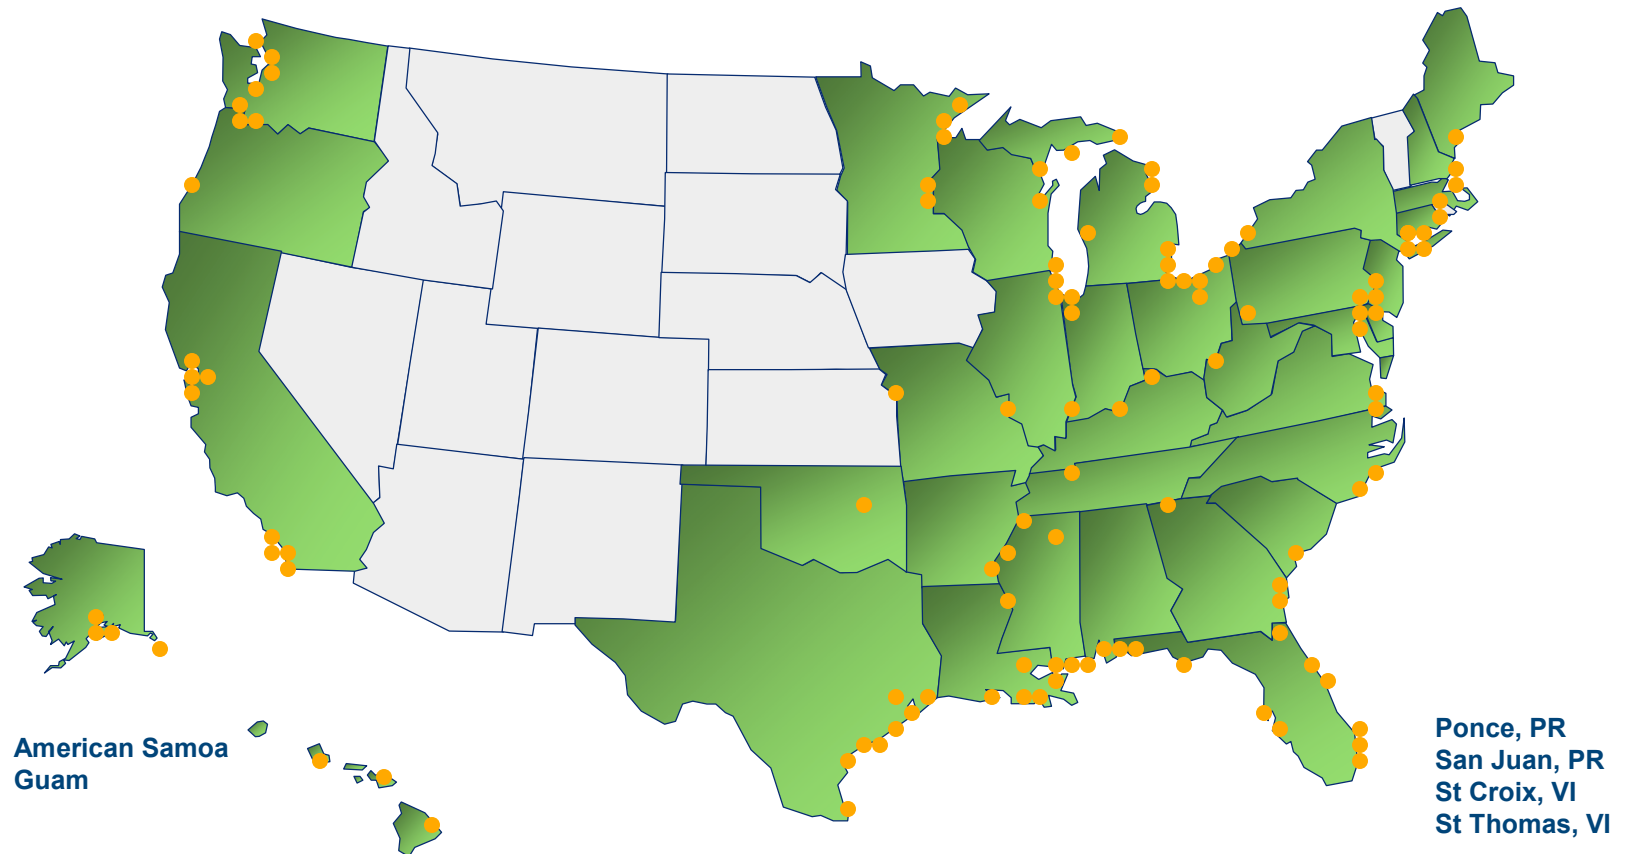 American Samoa
Guam
Ponce, PR
San Juan, PR
St Croix, VI
St Thomas, VI